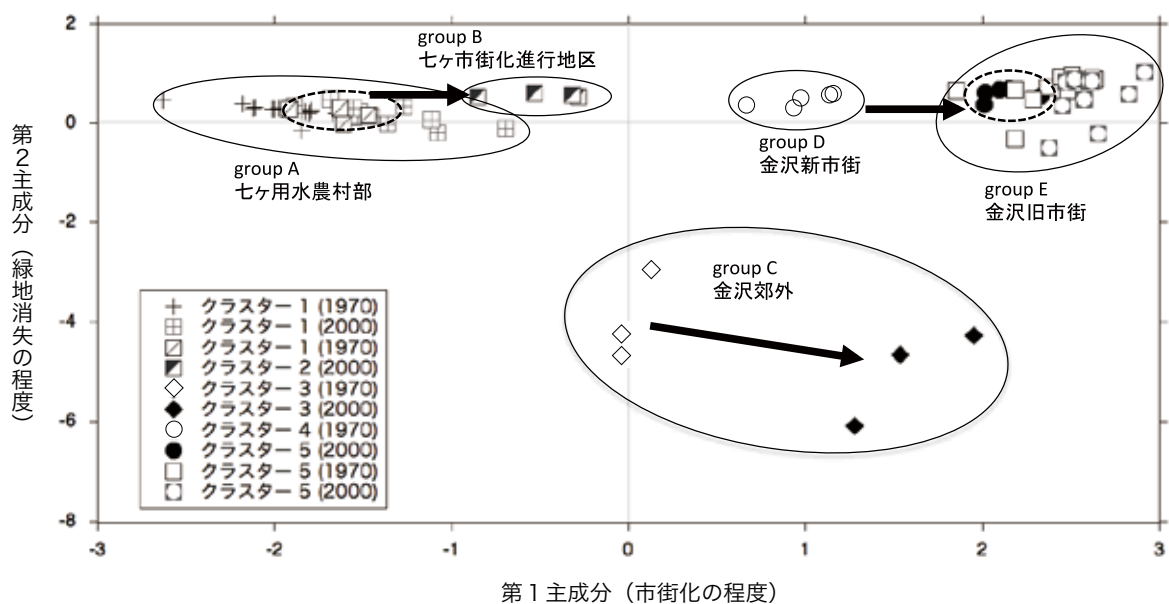 2
0
-2
-4
-6
-8
-3
-2
-1
0
1
2
3
第2主成分（緑地消失の程度）
第1主成分（市街化の程度）
group B
七ヶ市街化進行地区
group A
七ヶ用水農村部
group D
金沢新市街
group E
金沢旧市街
group C
金沢郊外
クラスター 1 (1970)
クラスター 1 (2000)
クラスター 1 (1970)
クラスター 2 (2000)
クラスター 3 (1970)
クラスター 3 (2000)
クラスター 4 (1970)
クラスター 5 (2000)
クラスター 5 (1970)
クラスター 5 (2000)